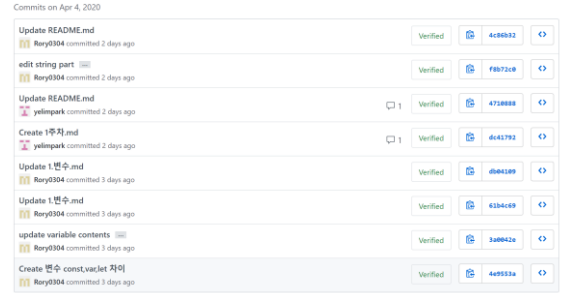 Commits on Apr 4, 2020
Update README.md
Rory0304 committed 2 days ago
Verified
4c86b32
edit string part
Rory0304 committed 2 days ago
Verified
f8b72c0
Update README.md
yelimpark committed 2 days ago
1
Verified
4710888
Create 1주차.md
yelimpark committed 2 days ago
1
Verified
dc41792
Update 1.변수.md
Rory0304 committed 3 days ago
Verified
db04109
Update 1.변수.md
Rory0304 committed 3 days ago
Verified
61b4c69
update variable contents
Rory0304 committed 3 days ago
Verified
3a0042e
Create 변수 const,var,let 차이
Rory0304 committed 3 days ago
Verified
4e9553a